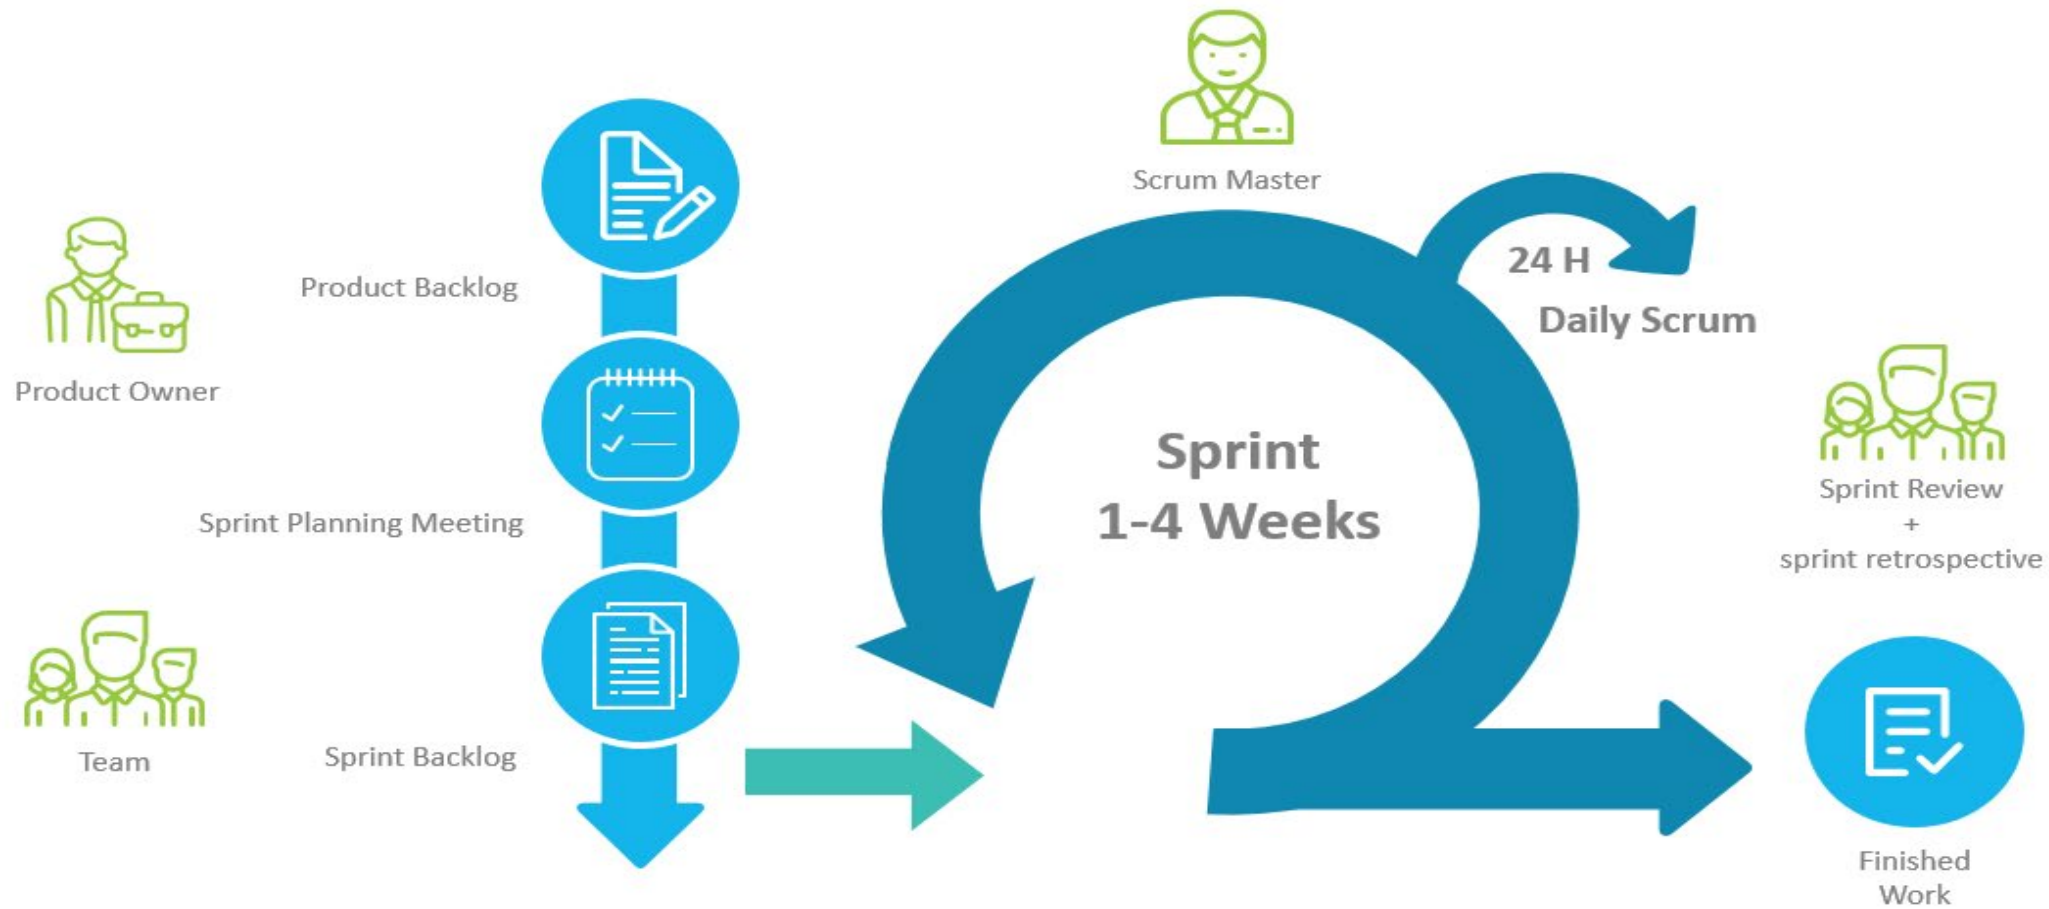 Scrum Master
Product Backlog
24 H
Daily Scrum
Product Owner
Sprint
1-4 Weeks
Sprint Planning Meeting
Sprint Review
+
sprint retrospective
Team
Sprint Backlog
Finished
Work